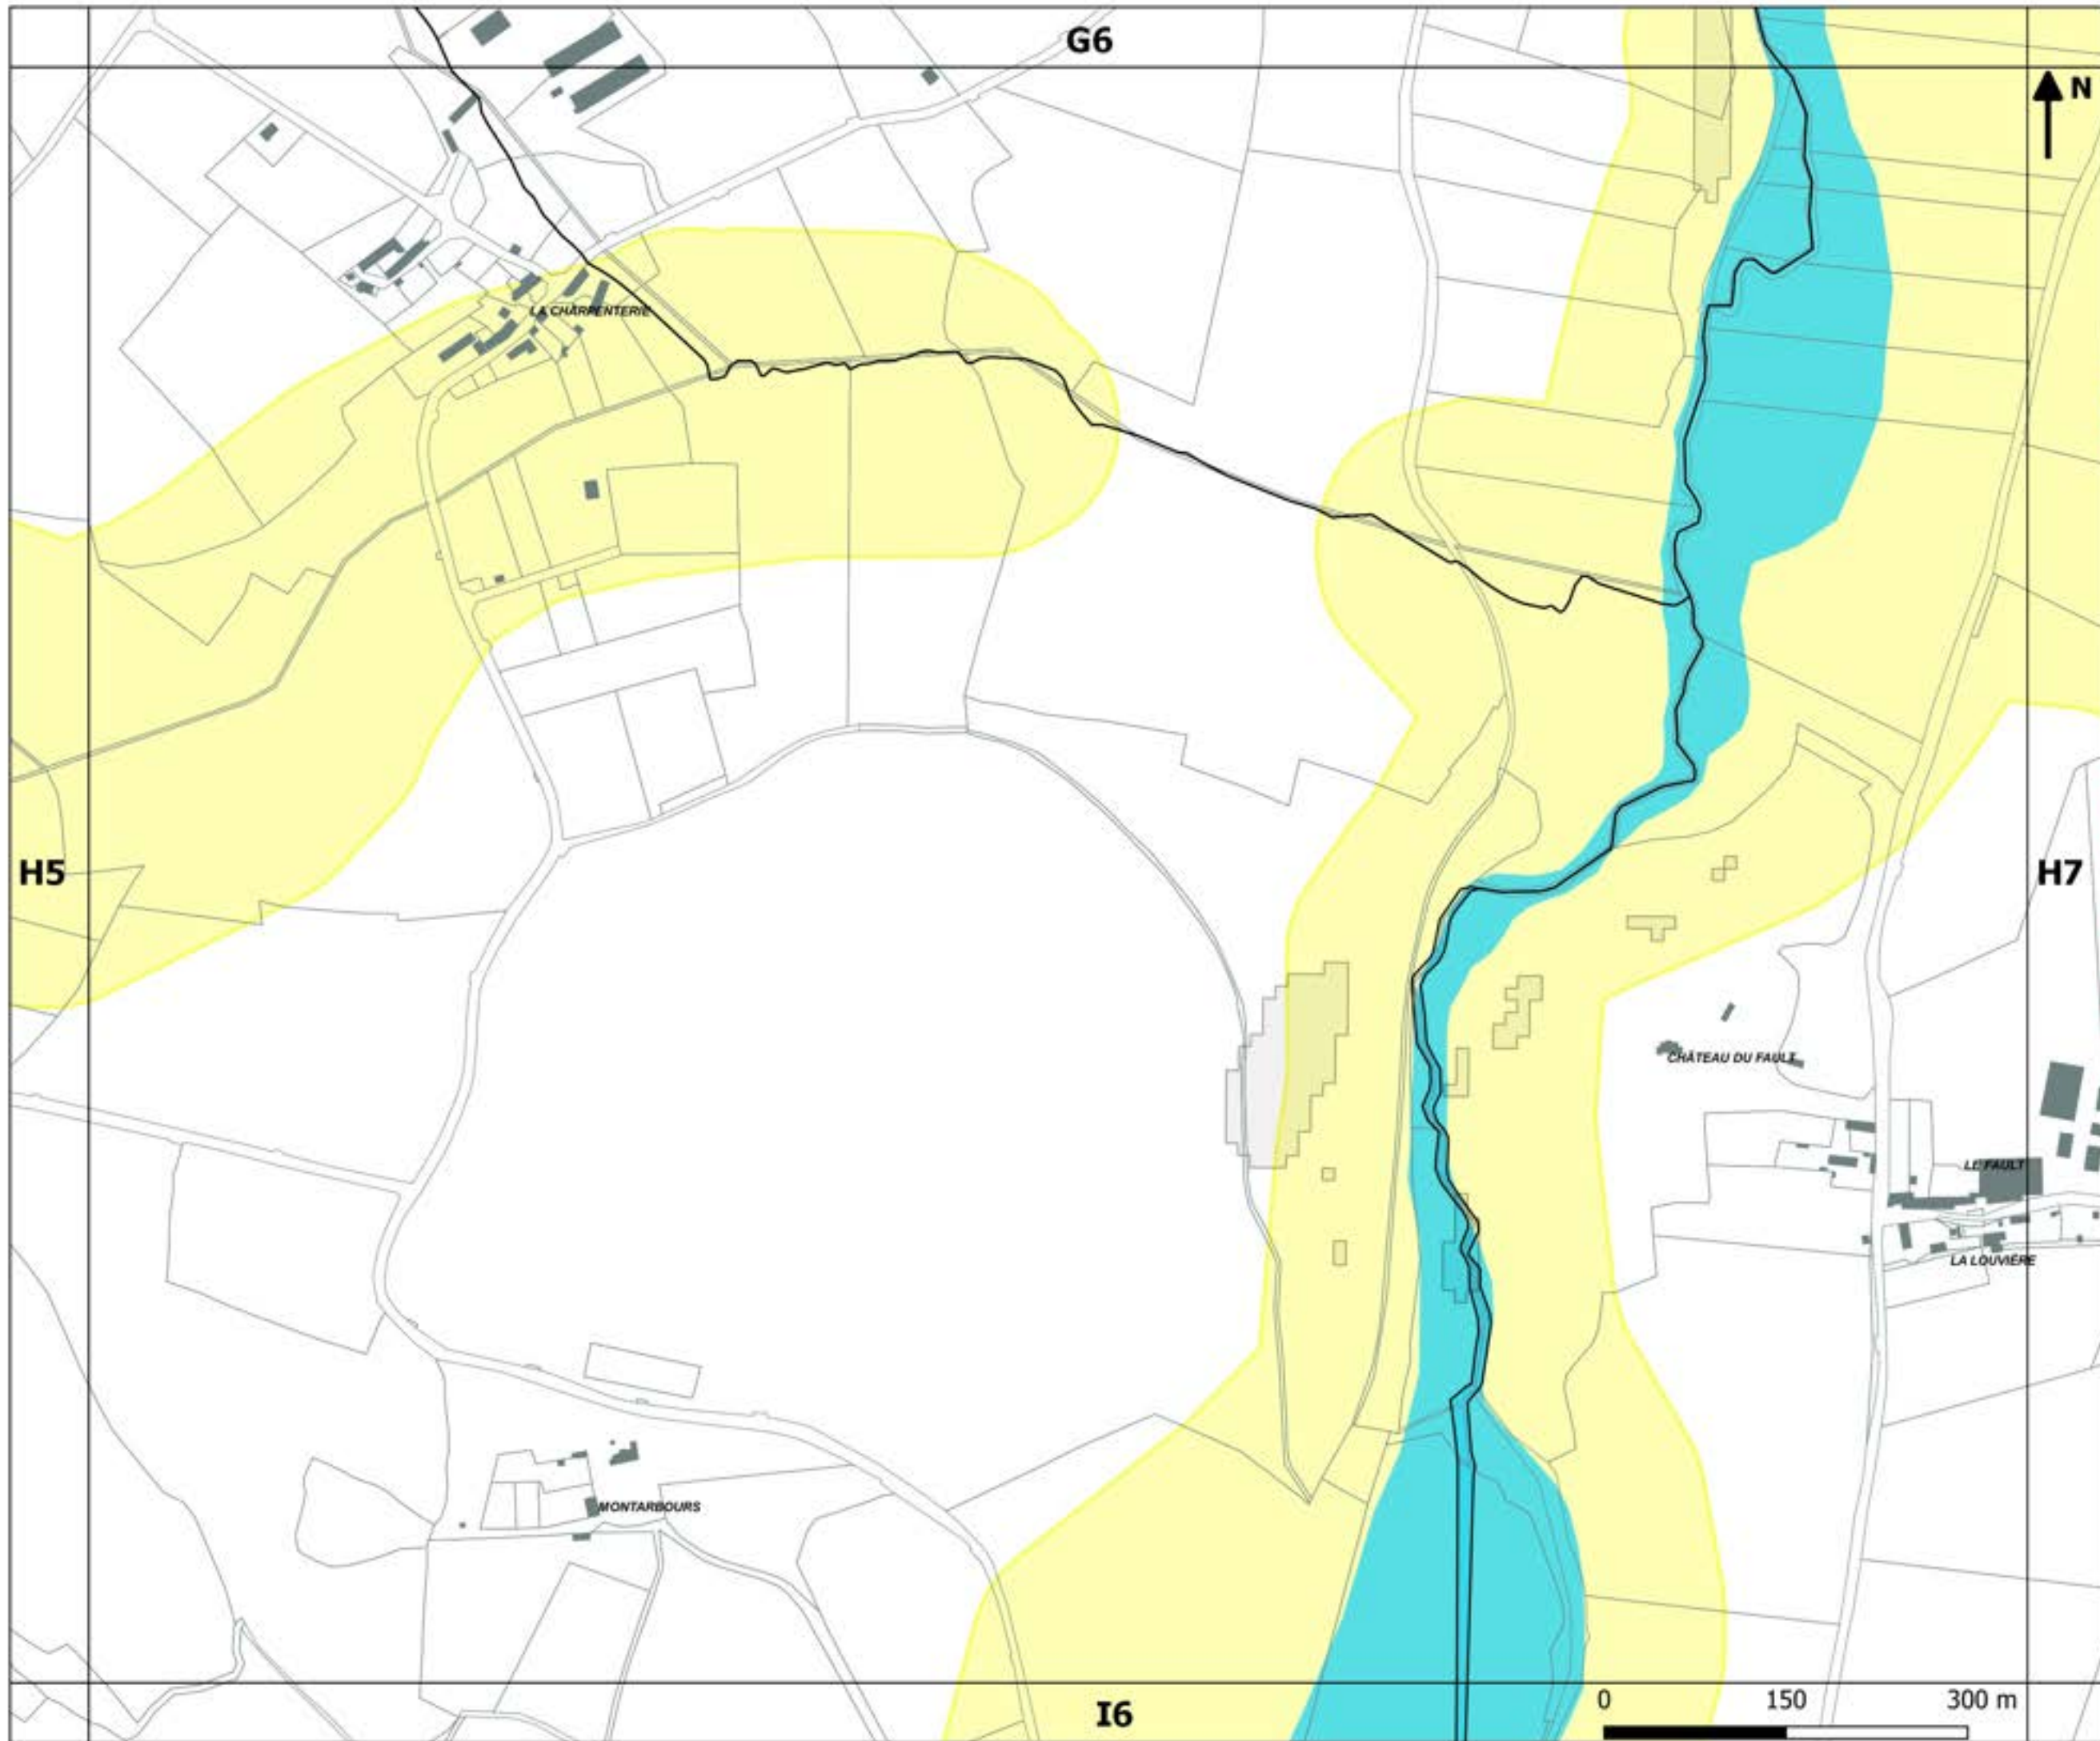 G6
N
LA CHARPENTERIE
H5
H7
CHÂTEAU DU FAULT
LE FAULT
LA LOUVIÈRE
MONTARBOURS
I6
0 150 300 m